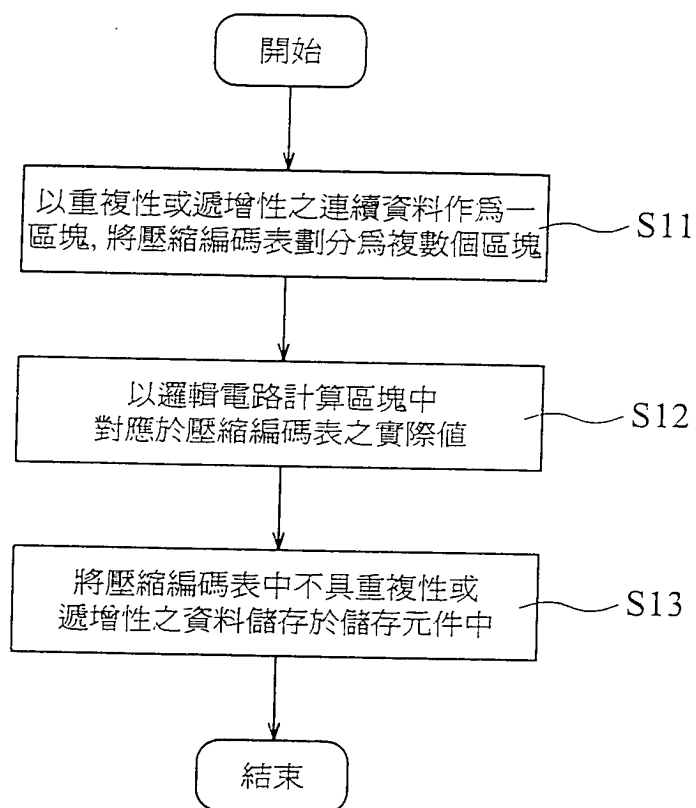 開始
以重複性或遞增性之連續資料作爲一
區塊, 將壓縮編碼表劃分爲複數個區塊
S11
以邏輯電路計算區塊中
對應於壓縮編碼表之實際值
S12
將壓縮編碼表中不具重複性或
遞增性之資料儲存於儲存元件中
S13
結束